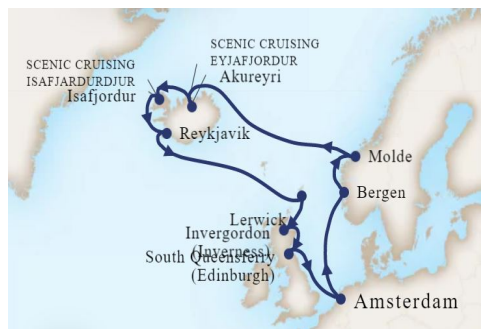 SCENIC CRUISING
EYJAFJORDUR
Akureyri
SCENIC CRUISING
ISAFJARDURDJUR
Isafjordur
Reykjavik
Molde
Bergen
Lerwick
Invergordon
(Inverness)
South Queensferry
(Edinburgh)
Amsterdam